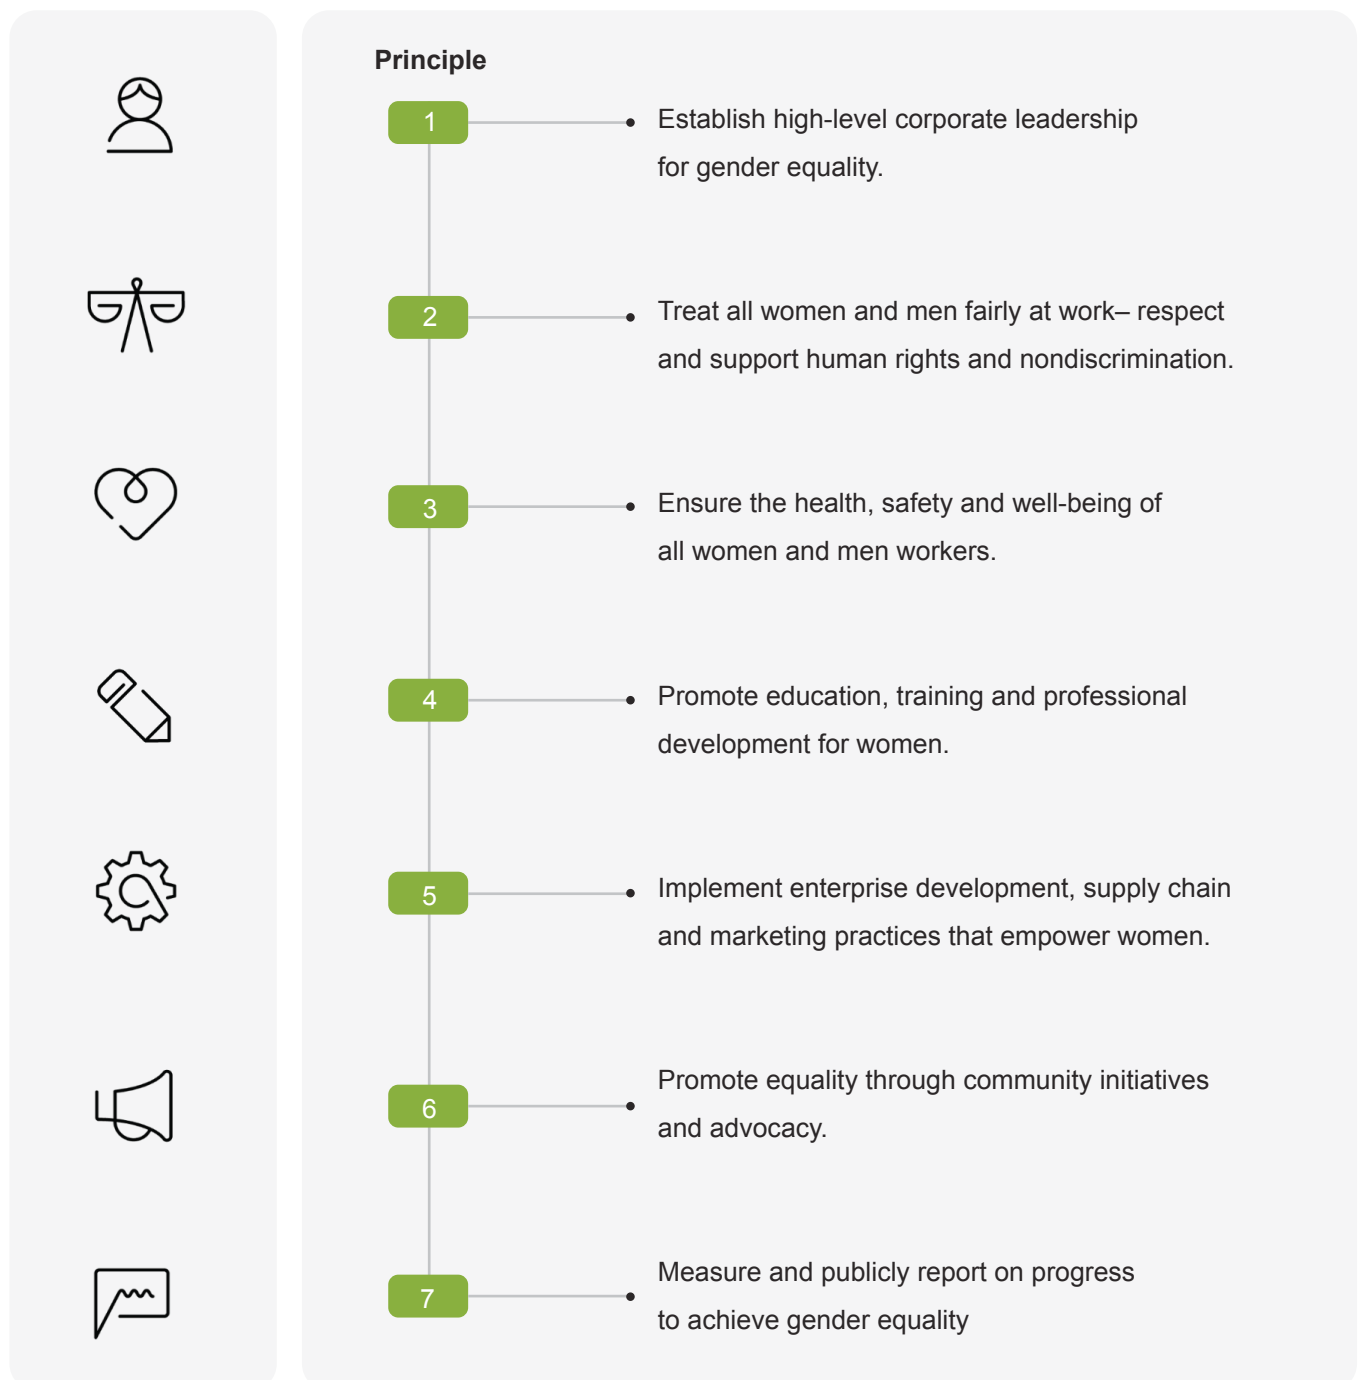 Principle
1
Establish high-level corporate leadership
for gender equality.
2
Treat all women and men fairly at work– respect
and support human rights and nondiscrimination.
3
Ensure the health, safety and well-being of
all women and men workers.
4
Promote education, training and professional
development for women.
5
Implement enterprise development, supply chain
and marketing practices that empower women.
6
Promote equality through community initiatives
and advocacy.
7
Measure and publicly report on progress
to achieve gender equality